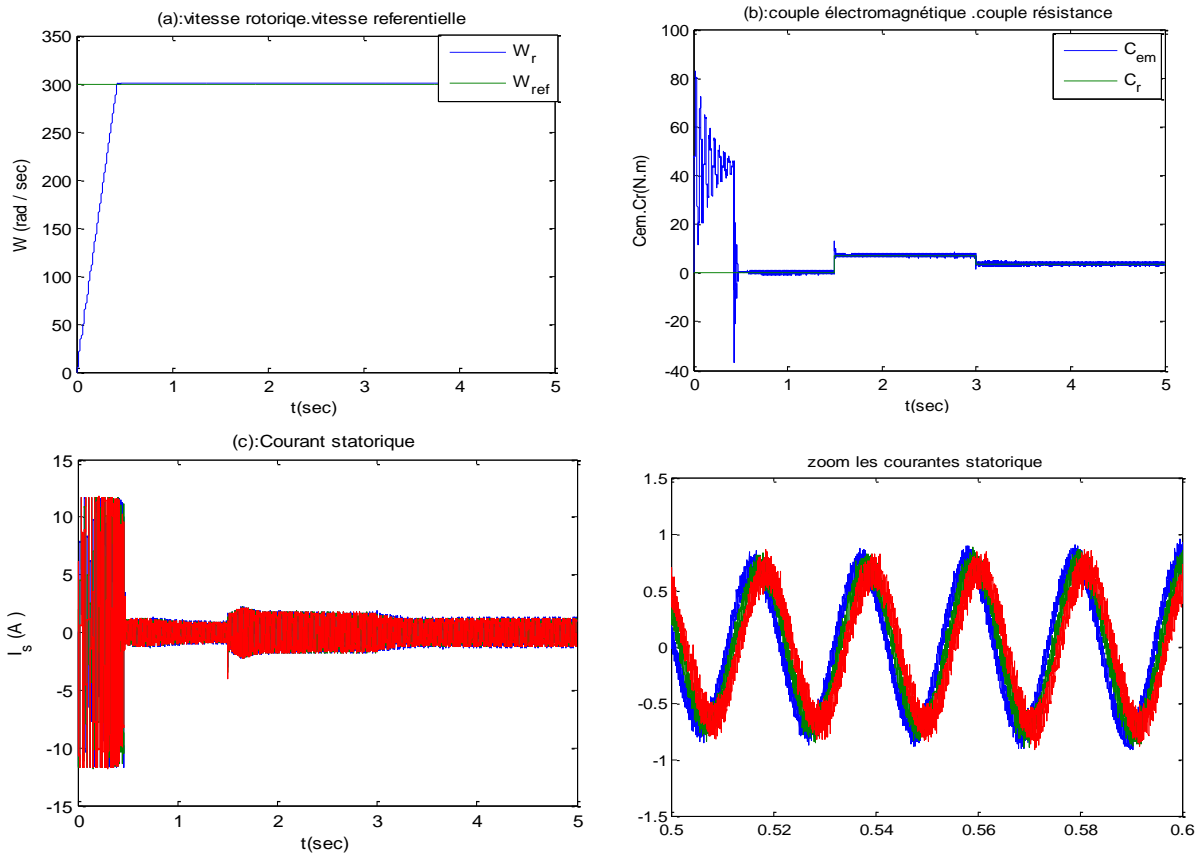 (a):vitesse rotoriqe.vitesse referentielle
350
300
250
200
150
100
50
0
W (rad / sec)
W_r
W_ref
0 1 2 3 4 5
t(sec)
(b):couple électromagnétique .couple résistance
100
80
60
40
20
0
-20
-40
Cem.Cr(N.m)
C_em
C_r
0 1 2 3 4 5
t(sec)
(c):Courant statorique
15
10
5
0
-5
-10
-15
I_s (A )
0 1 2 3 4 5
t(sec)
zoom les courantes statorique
1.5
1
0.5
0
-0.5
-1
-1.5
0.5 0.52 0.54 0.56 0.58 0.6